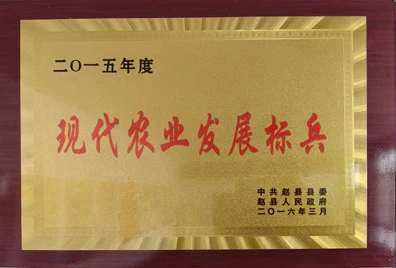 二〇一五年度
现代农业发展标兵
中共赵县县委
赵县人民政府
二〇一六年三月